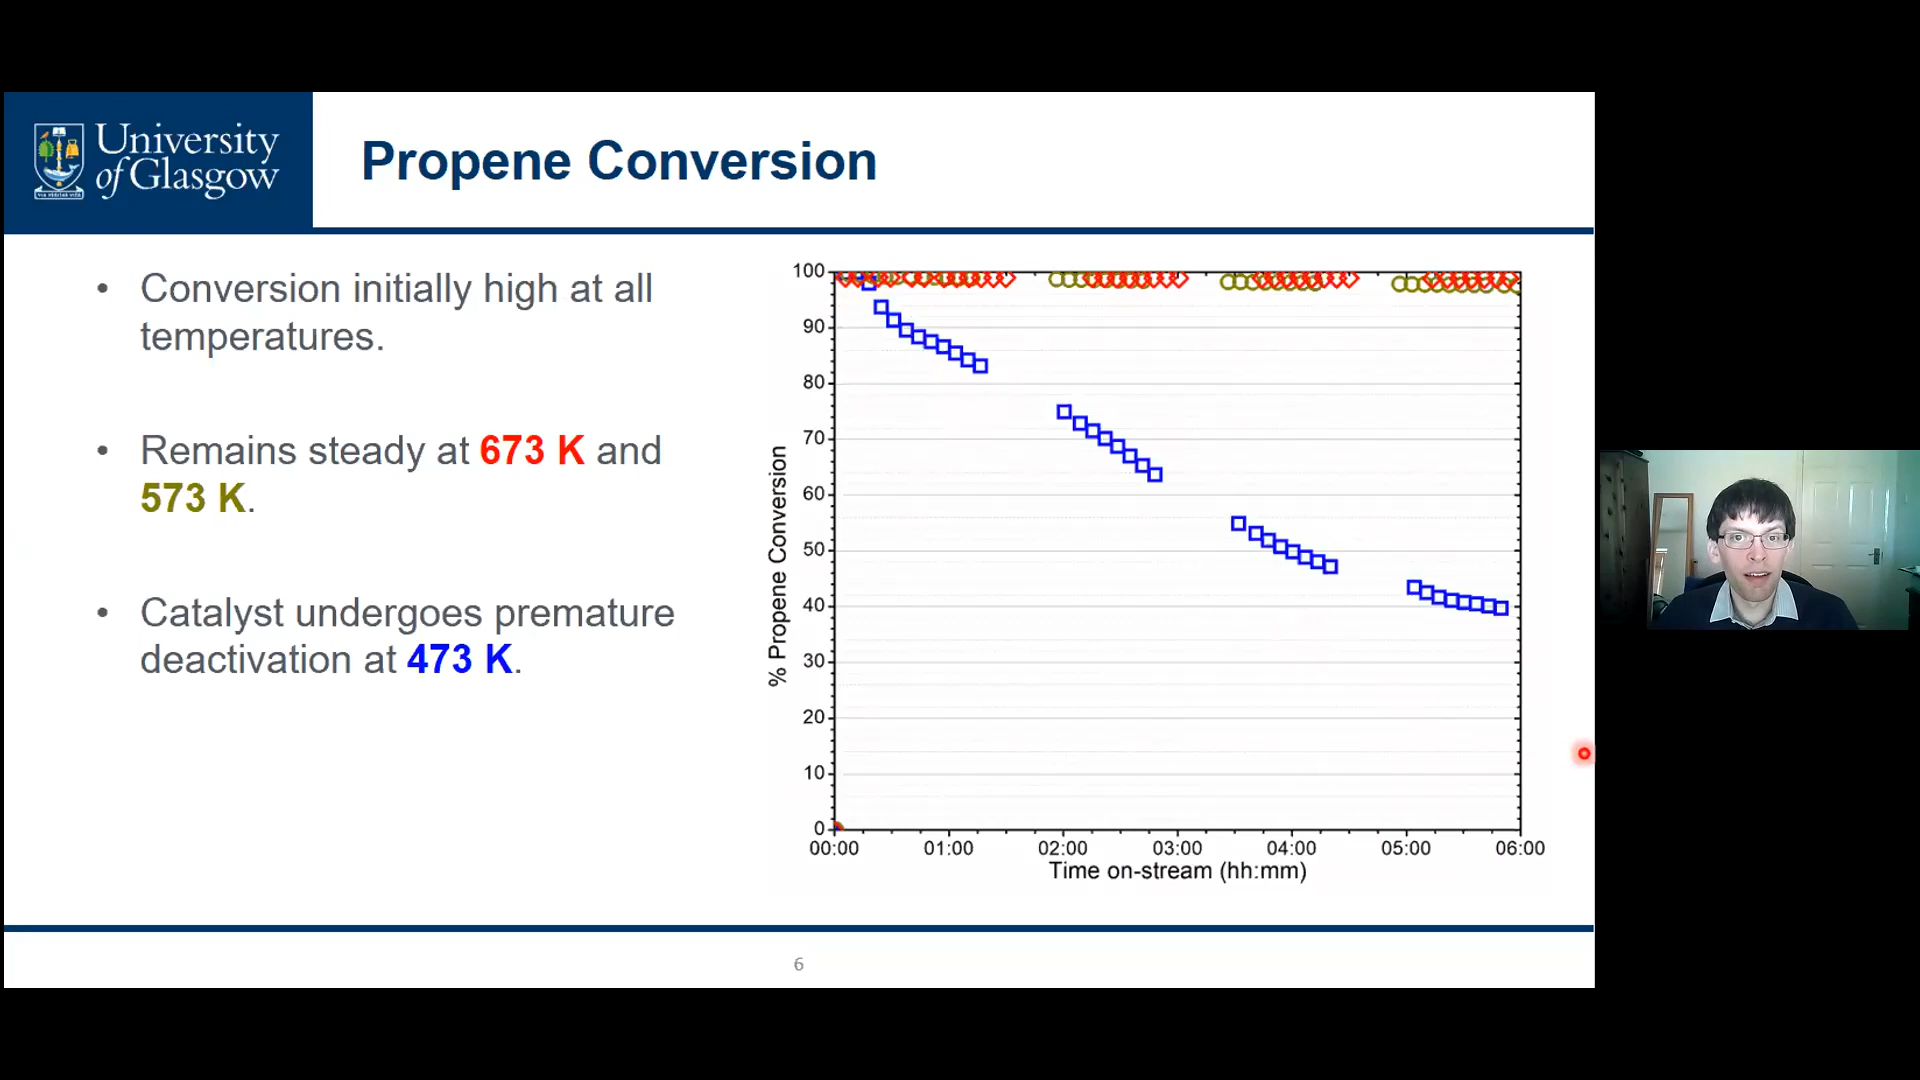 University
of Glasgow
Propene Conversion
• Conversion initially high at all
temperatures.
• Remains steady at 673 K and
573 K.
• Catalyst undergoes premature
deactivation at 473 K.
% Propene Conversion
100
90
80
70
60
50
40
30
20
10
0
00:00 01:00 02:00 03:00 04:00 05:00 06:00
Time on-stream (hh:mm)
6